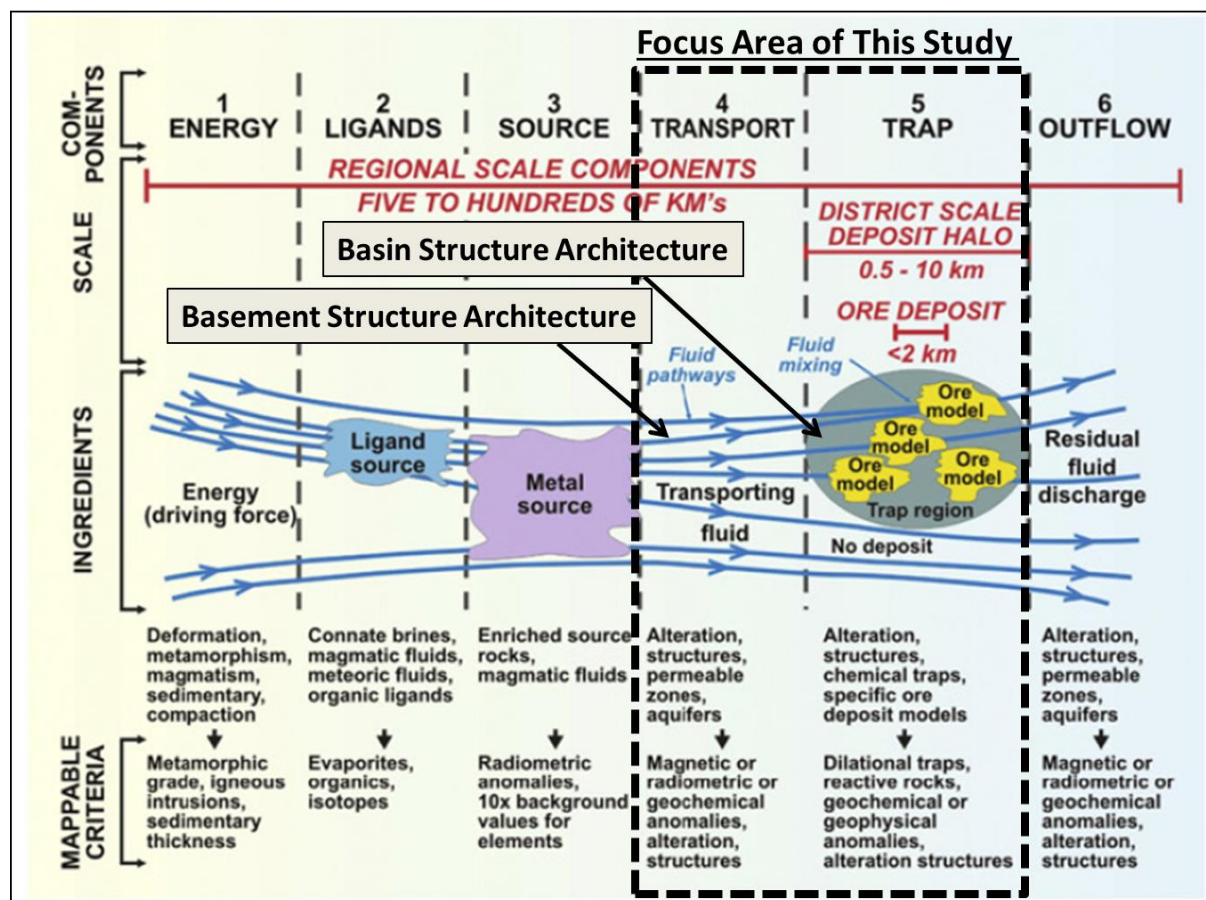 Focus Area of This Study
COM-
PONENTS
1
ENERGY
2
LIGANDS
3
SOURCE
4
TRANSPORT
5
TRAP
6
OUTFLOW
SCALE
REGIONAL SCALE COMPONENTS
FIVE TO HUNDREDS OF KM's
DISTRICT SCALE
DEPOSIT HALO
0.5 - 10 km
ORE DEPOSIT
<2 km
Basin Structure Architecture
Basement Structure Architecture
INGREDIENTS
Fluid
pathways
Fluid
mixing
Energy
(driving force)
Ligand
source
Metal
source
Transporting
fluid
Ore
model
Ore
model
Ore
model
Ore
model
Trap region
No deposit
Residual
fluid
discharge
Deformation,
metamorphism,
magmatism,
sedimentary,
compaction
Connate brines,
magmatic fluids,
meteoric fluids,
organic ligands
Enriched source
rocks,
magmatic fluids
Alteration,
structures,
permeable
zones,
aquifers
Alteration,
structures,
chemical traps,
specific ore
deposit models
Alteration,
structures,
permeable
zones,
aquifers
MAPPABLE
CRITERIA
Metamorphic
grade, igneous
intrusions,
sedimentary
thickness
Evaporites,
organics,
isotopes
Radiometric
anomalies,
10x background
values for
elements
Magnetic or
radiometric or
geochemical
anomalies,
alteration,
structures
Dilational traps,
reactive rocks,
geochemical or
geophysical
anomalies,
alteration structures
Magnetic or
radiometric or
geochemical
anomalies,
alteration,
structures